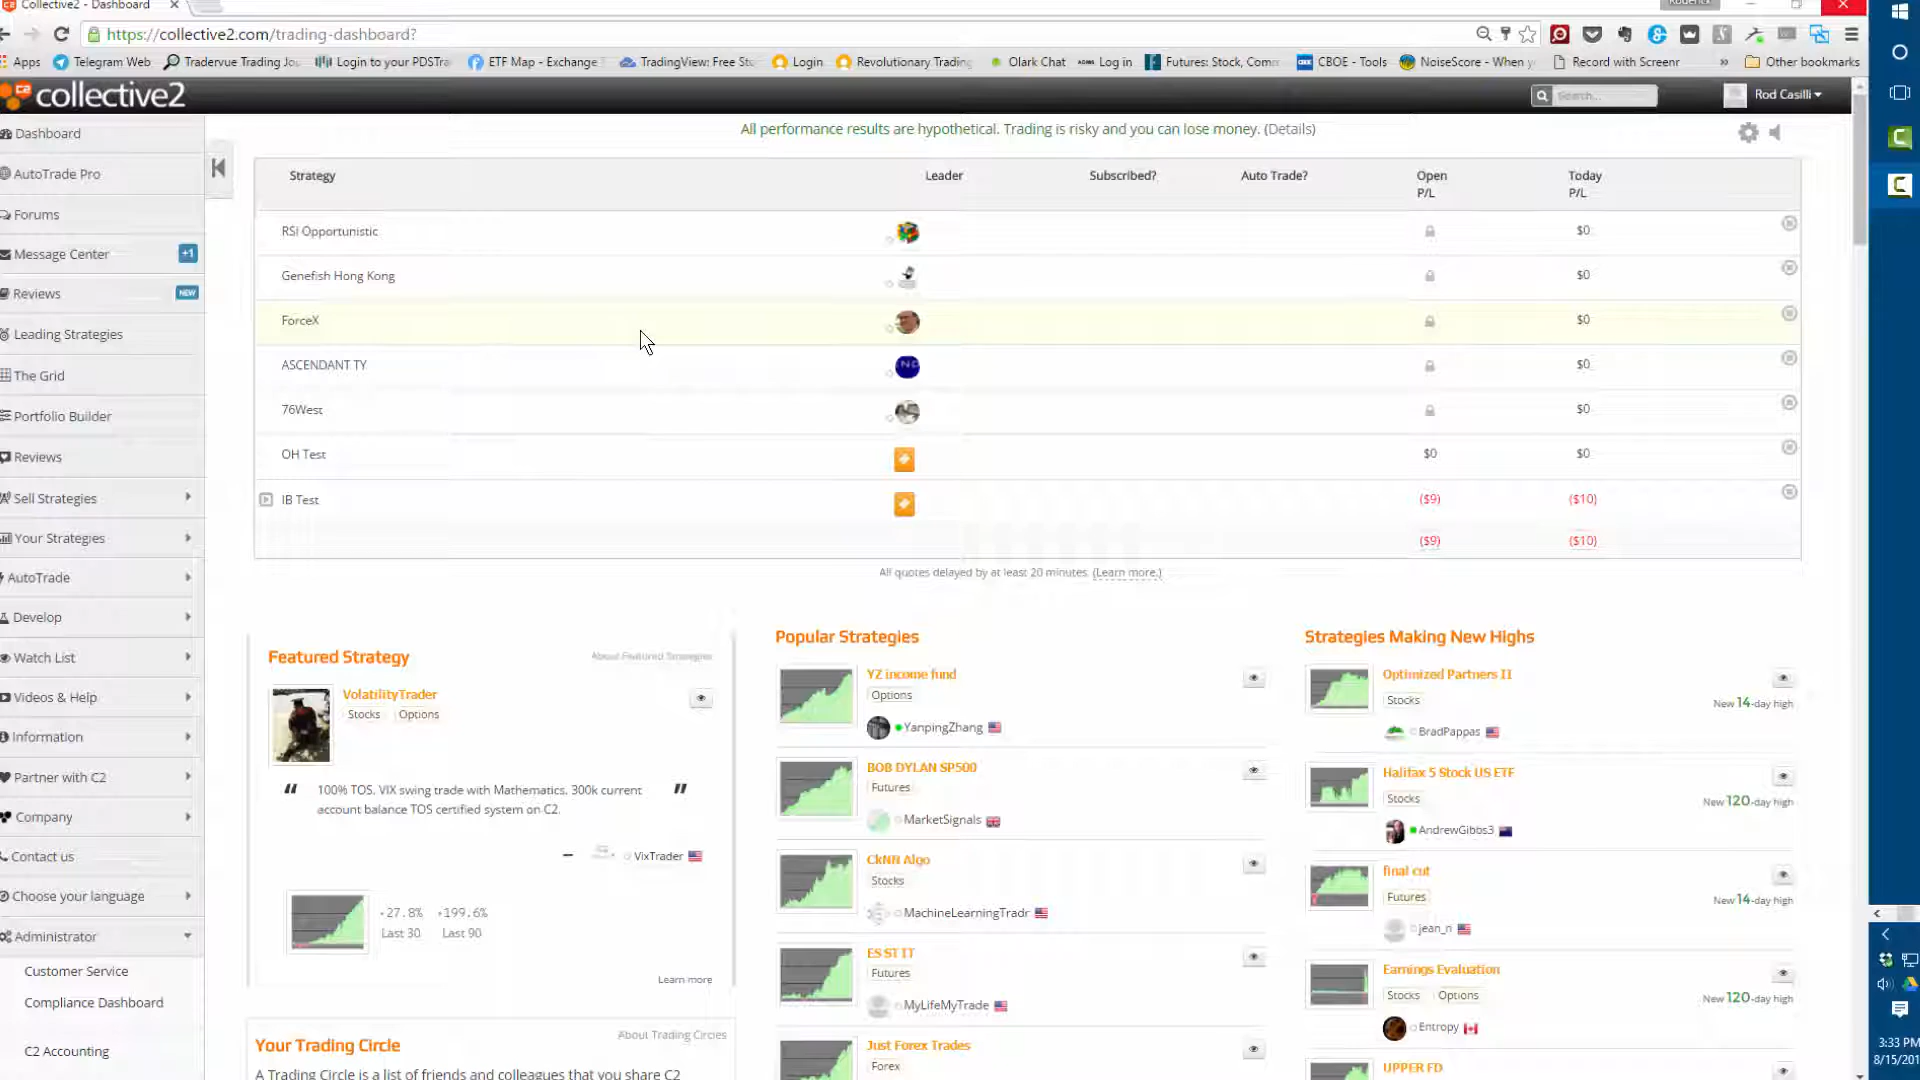 Collective2 - Dashboard
Roderick
https://collective2.com/trading-dashboard?
Apps
Telegram Web
Tradervue Trading Jou
Login to your PDSTra
ETF Map - Exchange
TradingView: Free Sto
Login
Revolutionary Trading
Olark Chat
Log in
Futures: Stock, Comm
CBOE - Tools
NoiseScore - When y
Record with Screenr
»
Other bookmarks
collective2
Search...
Rod Casilli
Dashboard
AutoTrade Pro
Forums
Message Center +1
Reviews NEW
Leading Strategies
The Grid
Portfolio Builder
Reviews
Sell Strategies
Your Strategies
AutoTrade
Develop
Watch List
Videos & Help
Information
Partner with C2
Company
Contact us
Choose your language
Administrator
Customer Service
Compliance Dashboard
C2 Accounting
All performance results are hypothetical. Trading is risky and you can lose money. (Details)
Strategy Leader Subscribed? Auto Trade? Open P/L Today P/L
RSI Opportunistic $0
Genefish Hong Kong $0
ForceX $0
ASCENDANT TY $0
76West $0
OH Test $0 $0
IB Test ($9) ($10)
($9) ($10)
All quotes delayed by at least 20 minutes. (Learn more.)
Featured Strategy
About Featured Strategies
VolatilityTrader
Stocks Options
“ 100% TOS. VIX swing trade with Mathematics. 300k current ”
account balance TOS certified system on C2.
— VixTrader
+27.8% +199.6%
Last 30 Last 90
Learn more
Your Trading Circle
About Trading Circles
A Trading Circle is a list of friends and colleagues that you share C2
Popular Strategies
YZ income fund
Options
YanpingZhang
BOB DYLAN SP500
Futures
MarketSignals
CkNN Algo
Stocks
MachineLearningTradr
ES ST IT
Futures
MyLifeMyTrade
Just Forex Trades
Forex
Strategies Making New Highs
Optimized Partners II
Stocks
New 14-day high
BradPappas
Halifax 5 Stock US ETF
Stocks
New 120-day high
AndrewGibbs3
final cut
Futures
New 14-day high
jean_n
Earnings Evaluation
Stocks Options
New 120-day high
Entropy
UPPER FD
3:33 PM
8/15/201